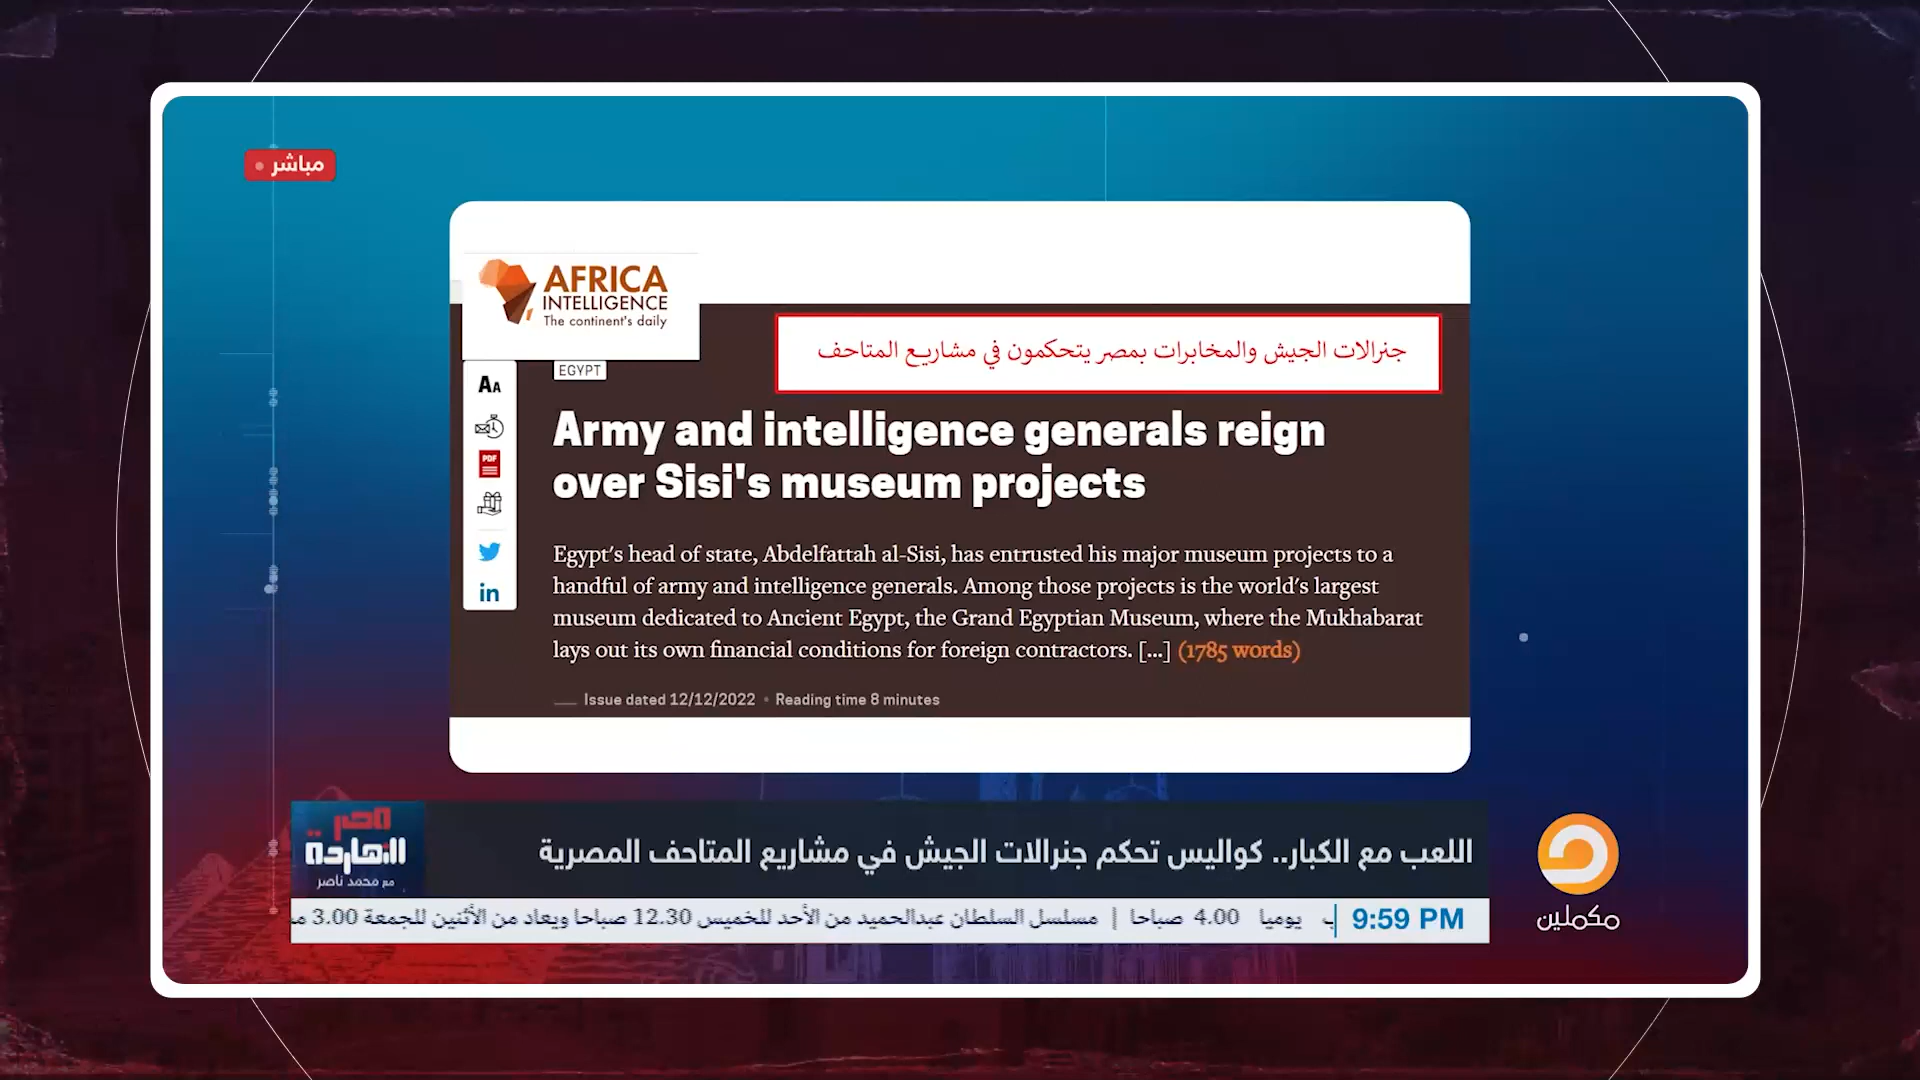 مباشر
AFRICA
INTELLIGENCE
The continent's daily
جنرالات الجيش والمخابرات بمصر يتحكمون في مشاريع المتاحف
EGYPT
AA
PDF
in
Army and intelligence generals reign
over Sisi's museum projects
Egypt's head of state, Abdelfattah al-Sisi, has entrusted his major museum projects to a
handful of army and intelligence generals. Among those projects is the world's largest
museum dedicated to Ancient Egypt, the Grand Egyptian Museum, where the Mukhabarat
lays out its own financial conditions for foreign contractors. [...] (1785 words)
Issue dated 12/12/2022 • Reading time 8 minutes
مصر
النهاردة
مع محمد ناصر
اللعب مع الكبار.. كواليس تحكم جنرالات الجيش في مشاريع المتاحف المصرية
9:59 PM
يوميا 4.00 صباحا | مسلسل السلطان عبدالحميد من الأحد للخميس 12.30 صباحا ويعاد من الأثنين للجمعة 3.00
مكملين